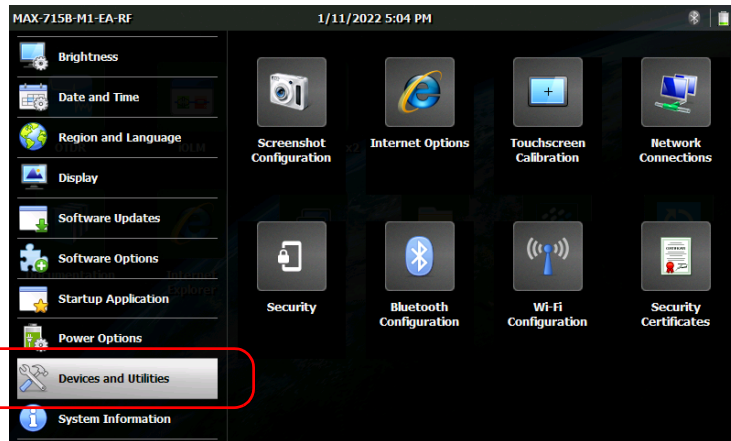 MAX-715B-M1-EA-RF 1/11/2022 5:04 PM
Brightness
Date and Time
Region and Language
Display
Software Updates
Software Options
Startup Application
Power Options
Devices and Utilities
System Information
Screenshot Configuration
Internet Options
Touchscreen Calibration
Network Connections
Security
Bluetooth Configuration
Wi-Fi Configuration
Security Certificates